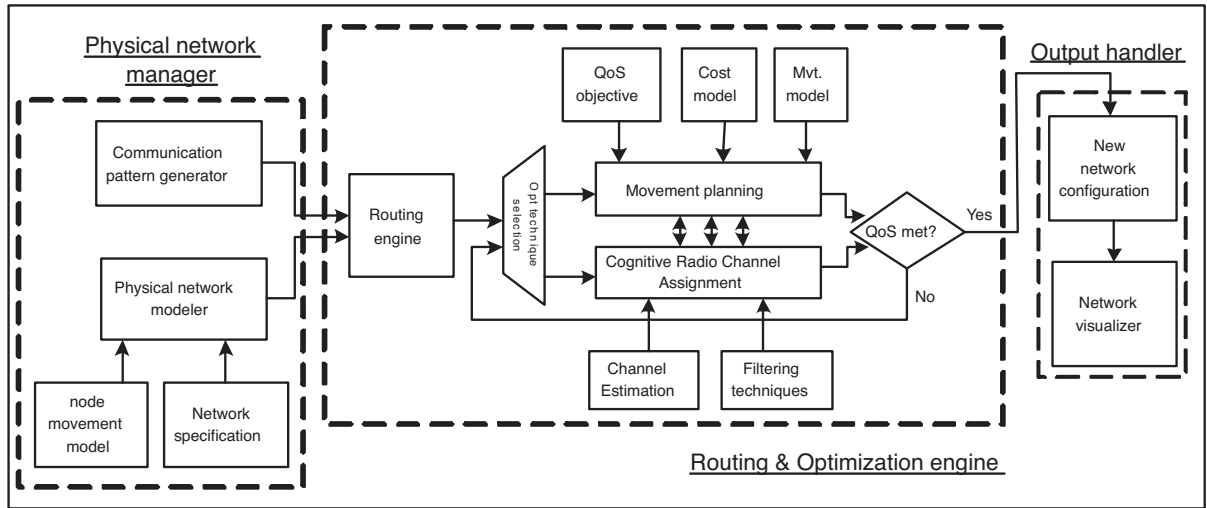 Physical network
manager
Communication
pattern generator
Physical network
modeler
node
movement
model
Network
specification
Routing
engine
Opt technique
selection
QoS
objective
Cost
model
Mvt.
model
Movement planning
Cognitive Radio Channel
Assignment
Channel
Estimation
Filtering
techniques
QoS met?
Yes
No
Routing & Optimization engine
Output handler
New
network
configuration
Network
visualizer